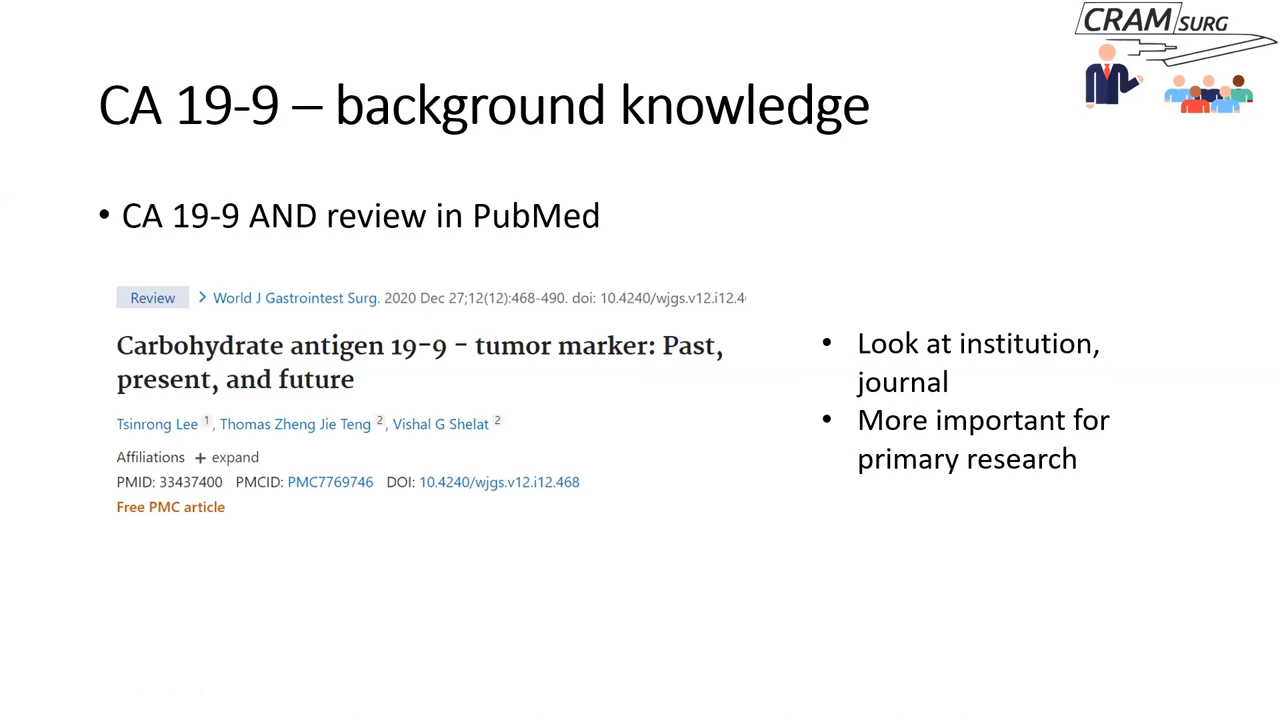 CRAM SURG
CA 19-9 – background knowledge
• CA 19-9 AND review in PubMed
Review > World J Gastrointest Surg. 2020 Dec 27;12(12):468-490. doi: 10.4240/wjgs.v12.i12.4
Carbohydrate antigen 19-9 - tumor marker: Past,
present, and future
Tsinrong Lee 1, Thomas Zheng Jie Teng 2, Vishal G Shelat 2
Affiliations + expand
PMID: 33437400 PMCID: PMC7769746 DOI: 10.4240/wjgs.v12.i12.468
Free PMC article
• Look at institution,
journal
• More important for
primary research